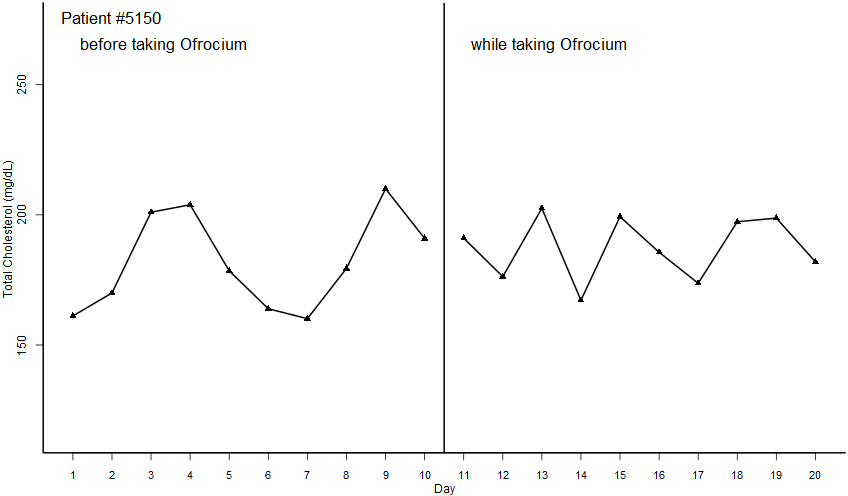 Patient #5150
before taking Ofrocium
while taking Ofrocium
Total Cholesterol (mg/dL)
250
200
150
1 2 3 4 5 6 7 8 9 10 11 12 13 14 15 16 17 18 19 20
Day